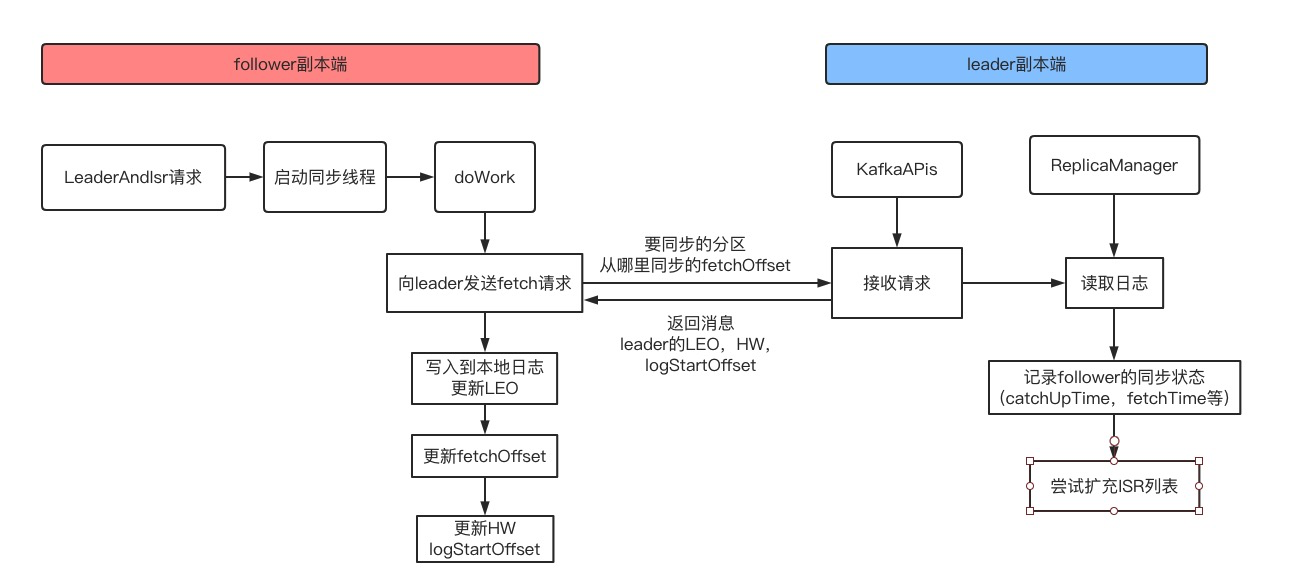 follower副本端
leader副本端
LeaderAndIsr请求
启动同步线程
doWork
KafkaAPis
ReplicaManager
要同步的分区
从哪里同步的fetchOffset
向leader发送fetch请求
接收请求
读取日志
返回消息
leader的LEO，HW，
logStartOffset
写入到本地日志
更新LEO
记录follower的同步状态
（catchUpTime，fetchTime等）
更新fetchOffset
尝试扩充ISR列表
更新HW
logStartOffset